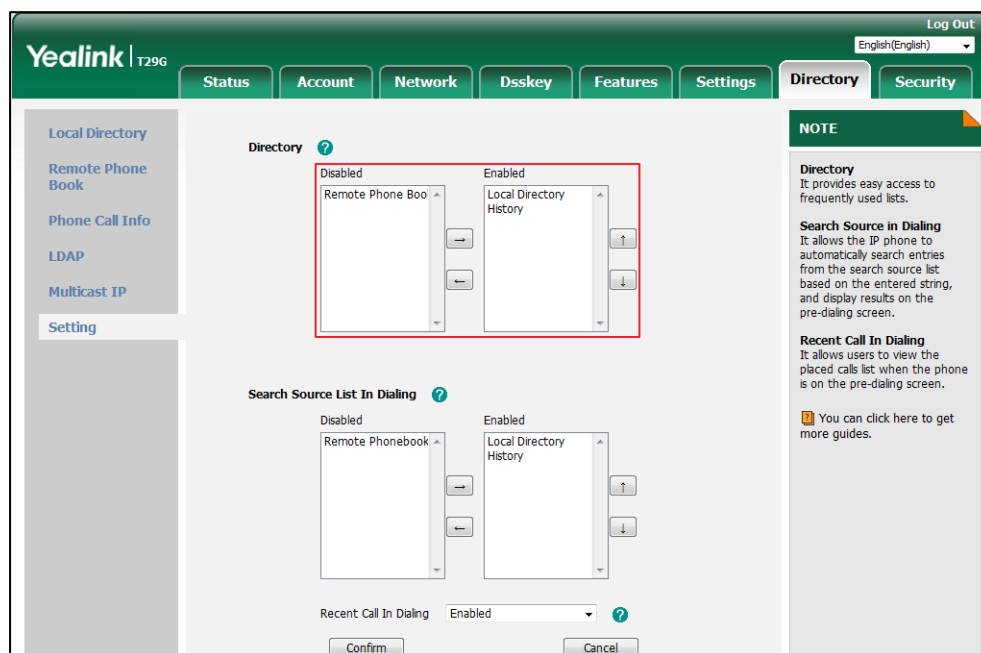 Log Out
Yealink | T29G
English(English)
Status Account Network Dsskey Features Settings Directory Security
Local Directory
Remote Phone
Book
Phone Call Info
LDAP
Multicast IP
Setting
Directory ?
Disabled Enabled
Remote Phone Boo
Local Directory
History
→
←
↑
↓
Search Source List In Dialing ?
Disabled Enabled
Remote Phonebook
Local Directory
History
→
←
↑
↓
Recent Call In Dialing Enabled ?
Confirm Cancel
NOTE
Directory
It provides easy access to
frequently used lists.
Search Source in Dialing
It allows the IP phone to
automatically search entries
from the search source list
based on the entered string,
and display results on the
pre-dialing screen.
Recent Call In Dialing
It allows users to view the
placed calls list when the phone
is on the pre-dialing screen.
? You can click here to get
more guides.